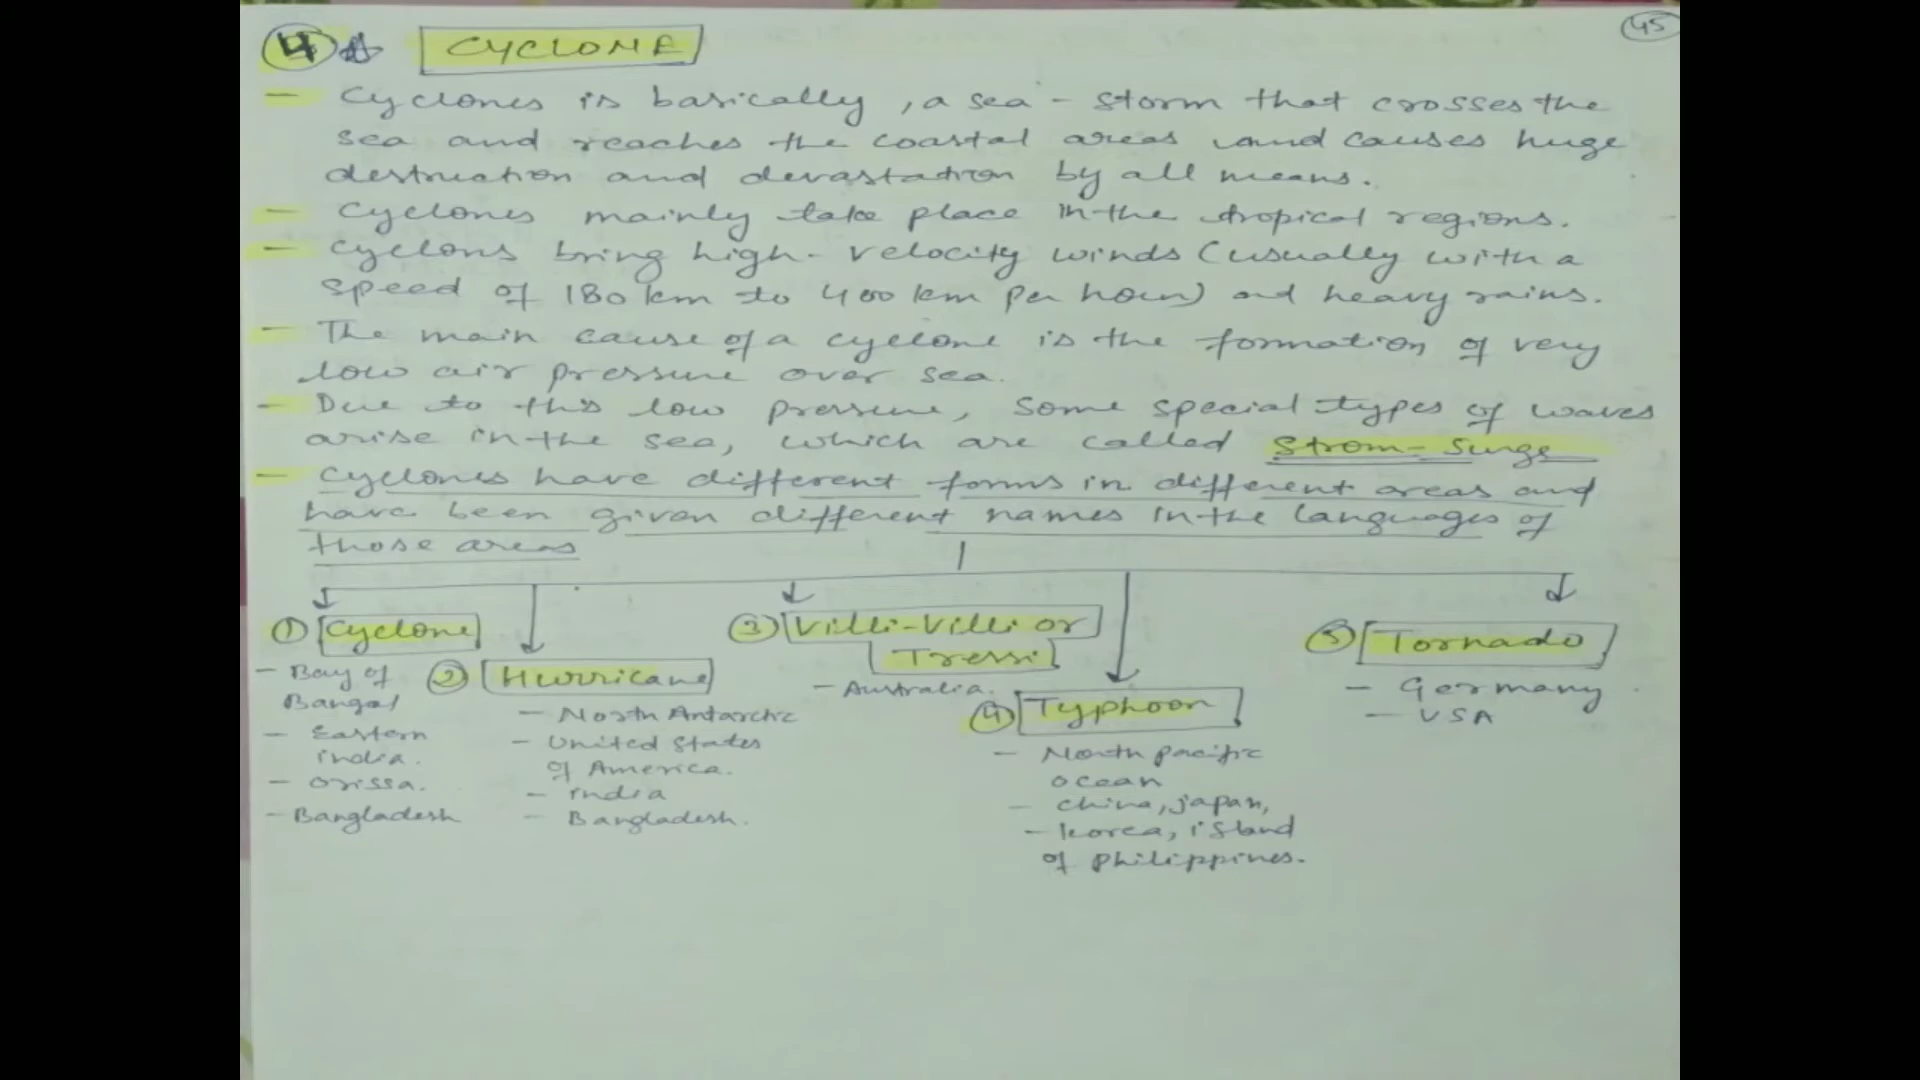 45
4 CYCLONE
- Cyclones is basically, a sea - storm that crosses the
sea and reaches the coastal areas and causes huge
destruction and devastation by all means.
- Cyclones mainly take place in the tropical regions.
- Cyclons bring high - velocity winds (usually with a
speed of 180 km to 400 km per hour) and heavy rains.
- The main cause of a cyclone is the formation of very
low air pressure over sea.
- Due to this low pressure, some special types of waves
arise in the sea, which are called Strom - Surge
- Cyclones have different forms in different areas and
have been given different names in the languages of
those areas
1 Cyclone
- Bay of
Bangal
- Eastern
india.
- Orissa.
- Bangladesh
2 Hurricane
- North Antarctic
- United States
of America.
- India
- Bangladesh.
3 Villi-Villi or
Tressi
- Australia.
4 Typhoon
- North pacific
ocean
- China, japan,
- Korea, island
of philippines.
5 Tornado
- Germany
- USA